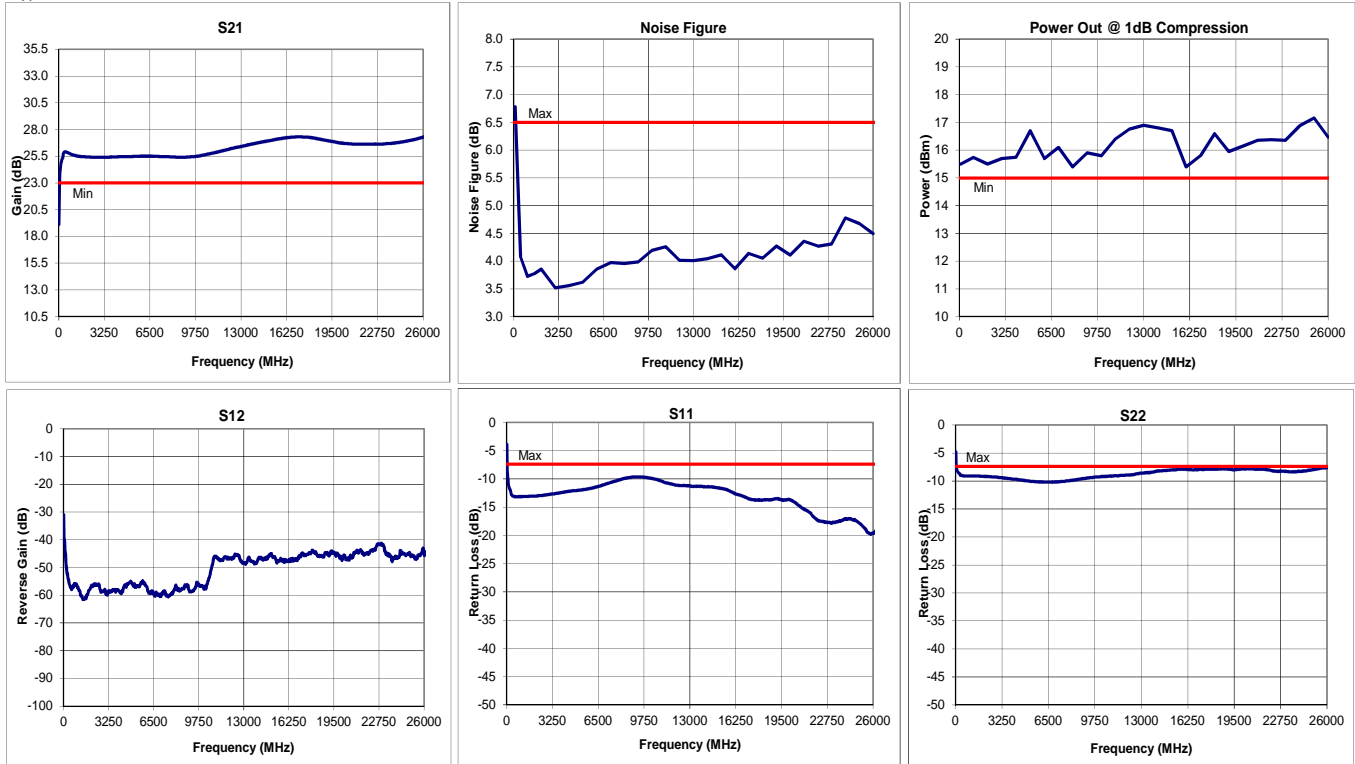 S21
35.5
33.0
30.5
28.0
25.5
23.0
20.5
18.0
15.5
13.0
10.5
Gain (dB)
Min
0 3250 6500 9750 13000 16250 19500 22750 26000
Frequency (MHz)
Noise Figure
8.0
7.5
7.0
6.5
6.0
5.5
5.0
4.5
4.0
3.5
3.0
Noise Figure (dB)
Max
0 3250 6500 9750 13000 16250 19500 22750 26000
Frequency (MHz)
Power Out @ 1dB Compression
20
19
18
17
16
15
14
13
12
11
10
Power (dBm)
Min
0 3250 6500 9750 13000 16250 19500 22750 26000
Frequency (MHz)
S12
0
-10
-20
-30
-40
-50
-60
-70
-80
-90
-100
Reverse Gain (dB)
0 3250 6500 9750 13000 16250 19500 22750 26000
Frequency (MHz)
S11
0
-5
-10
-15
-20
-25
-30
-35
-40
-45
-50
Return Loss (dB)
Max
0 3250 6500 9750 13000 16250 19500 22750 26000
Frequency (MHz)
S22
0
-5
-10
-15
-20
-25
-30
-35
-40
-45
-50
Return Loss (dB)
Max
0 3250 6500 9750 13000 16250 19500 22750 26000
Frequency (MHz)